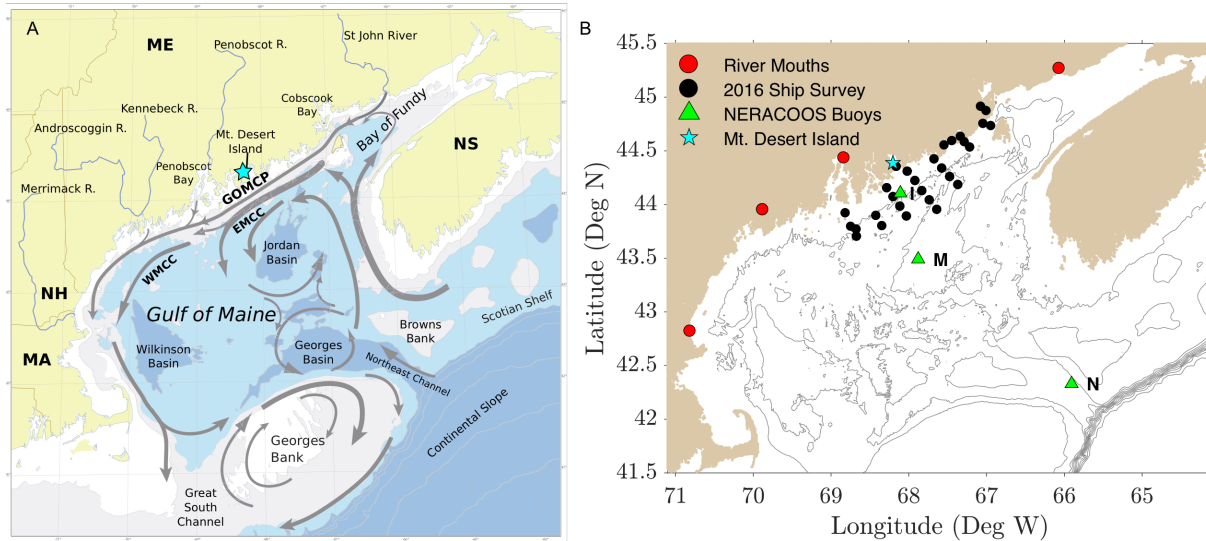 A
ME
Penobscot R.
St John River
Kennebeck R.
Cobscook
Bay
Androscoggin R.
Mt. Desert
Island
Bay of Fundy
NS
Penobscot
Bay
Merrimack R.
GOMCP
EMCC
Jordan
Basin
WMCC
NH
Gulf of Maine
Scotian Shelf
Browns
Bank
MA
Wilkinson
Basin
Georges
Basin
Northeast Channel
Continental Slope
Georges
Bank
Great
South
Channel
B
45.5
45
44.5
44
43.5
43
42.5
42
41.5
Latitude (Deg N)
River Mouths
2016 Ship Survey
NERACOOS Buoys
Mt. Desert Island
I
M
N
71 70 69 68 67 66 65
Longitude (Deg W)